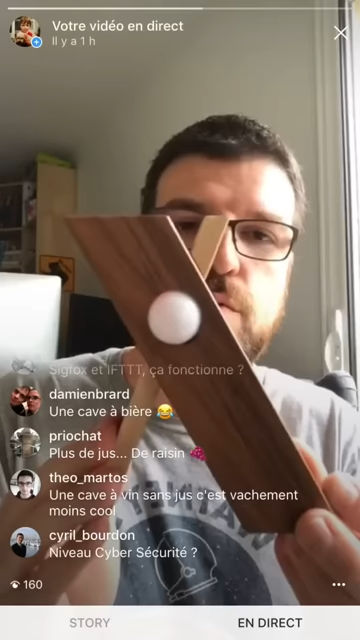 Votre vidéo en direct
Il y a 1 h
Sigfox et IFTTT, ça fonctionne ?
damienbrard
Une cave à bière 😂
priochat
Plus de jus... De raisin 🍇
theo_martos
Une cave à vin sans jus c'est vachement
moins cool
cyril_bourdon
Niveau Cyber Sécurité ?
160
STORY
EN DIRECT